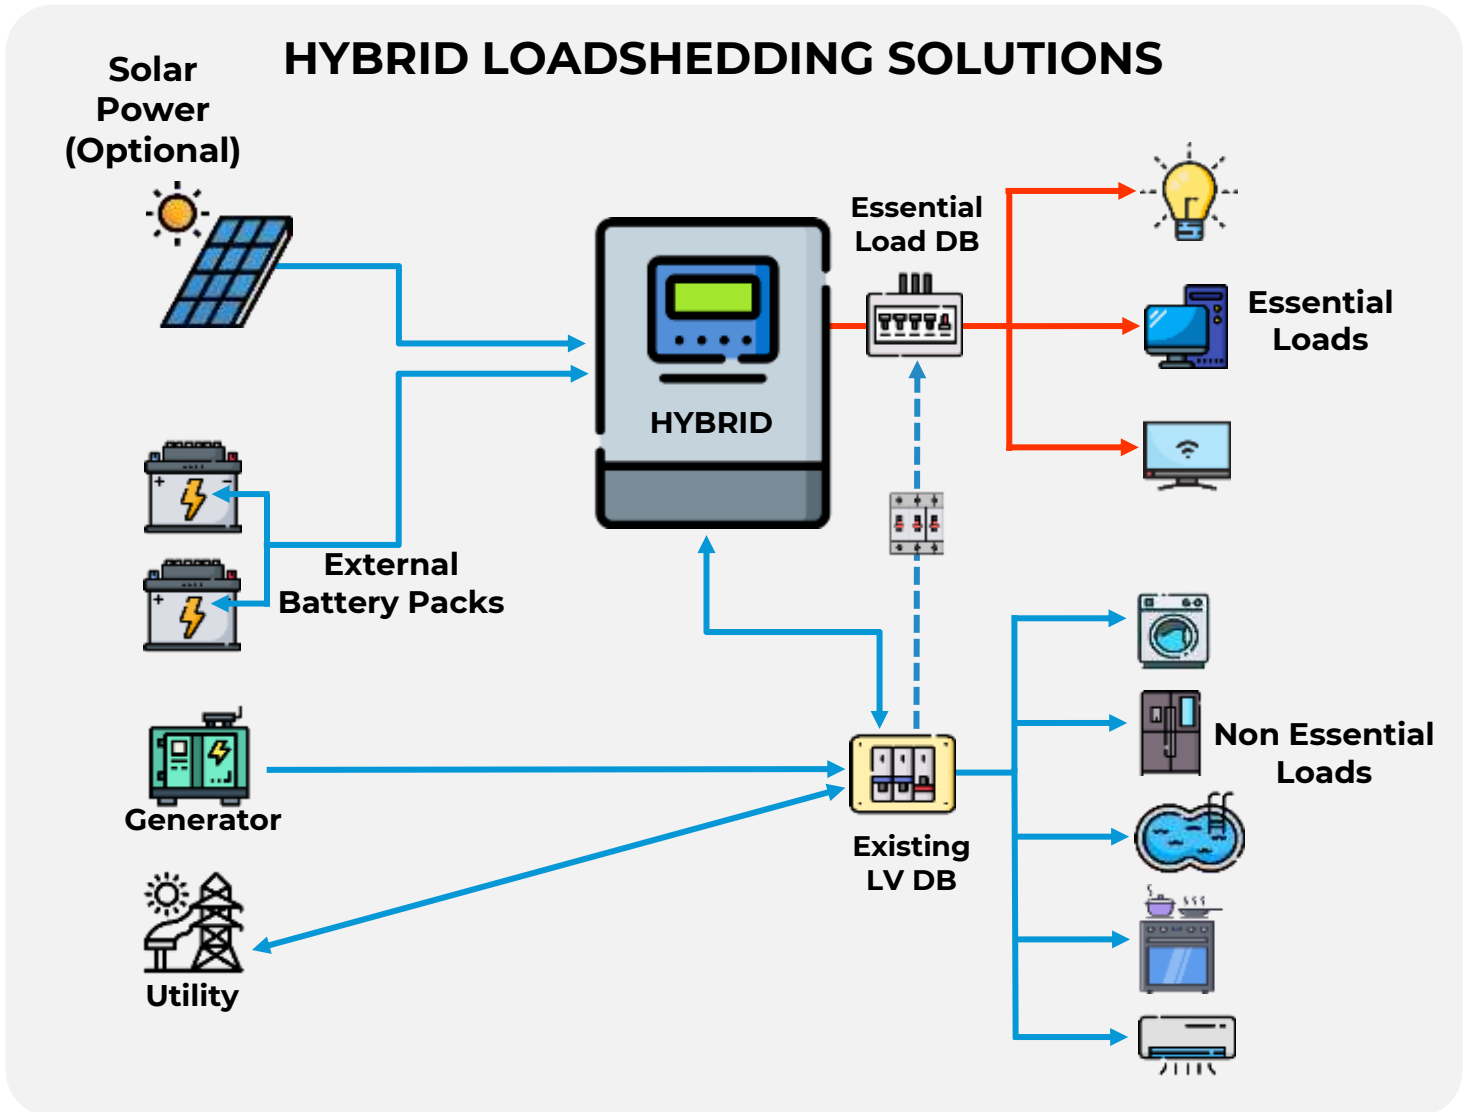 HYBRID LOADSHEDDING SOLUTIONS
Solar
Power
(Optional)
Essential
Load DB
Essential
Loads
HYBRID
External
Battery Packs
Non Essential
Loads
Generator
Existing
LV DB
Utility